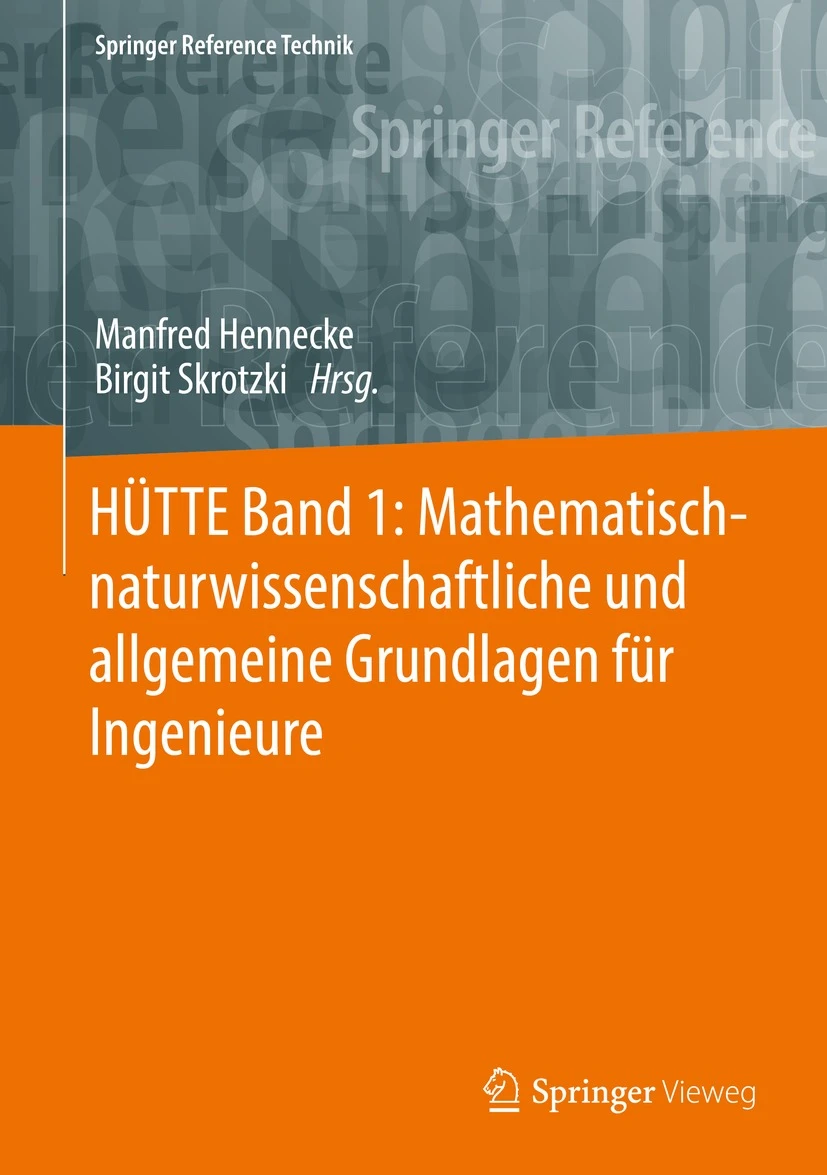 Springer Reference Technik
Springer Reference
Manfred Hennecke
Birgit Skrotzki Hrsg.
HÜTTE Band 1: Mathematisch-
naturwissenschaftliche und
allgemeine Grundlagen für
Ingenieure
Springer Vieweg